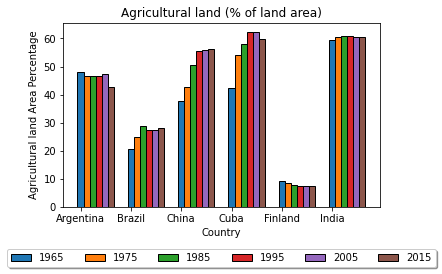 Agricultural land (% of land area)
Agricultural land Area Percentage
60
50
40
30
20
10
0
Argentina Brazil China Cuba Finland India
Country
1965 1975 1985 1995 2005 2015